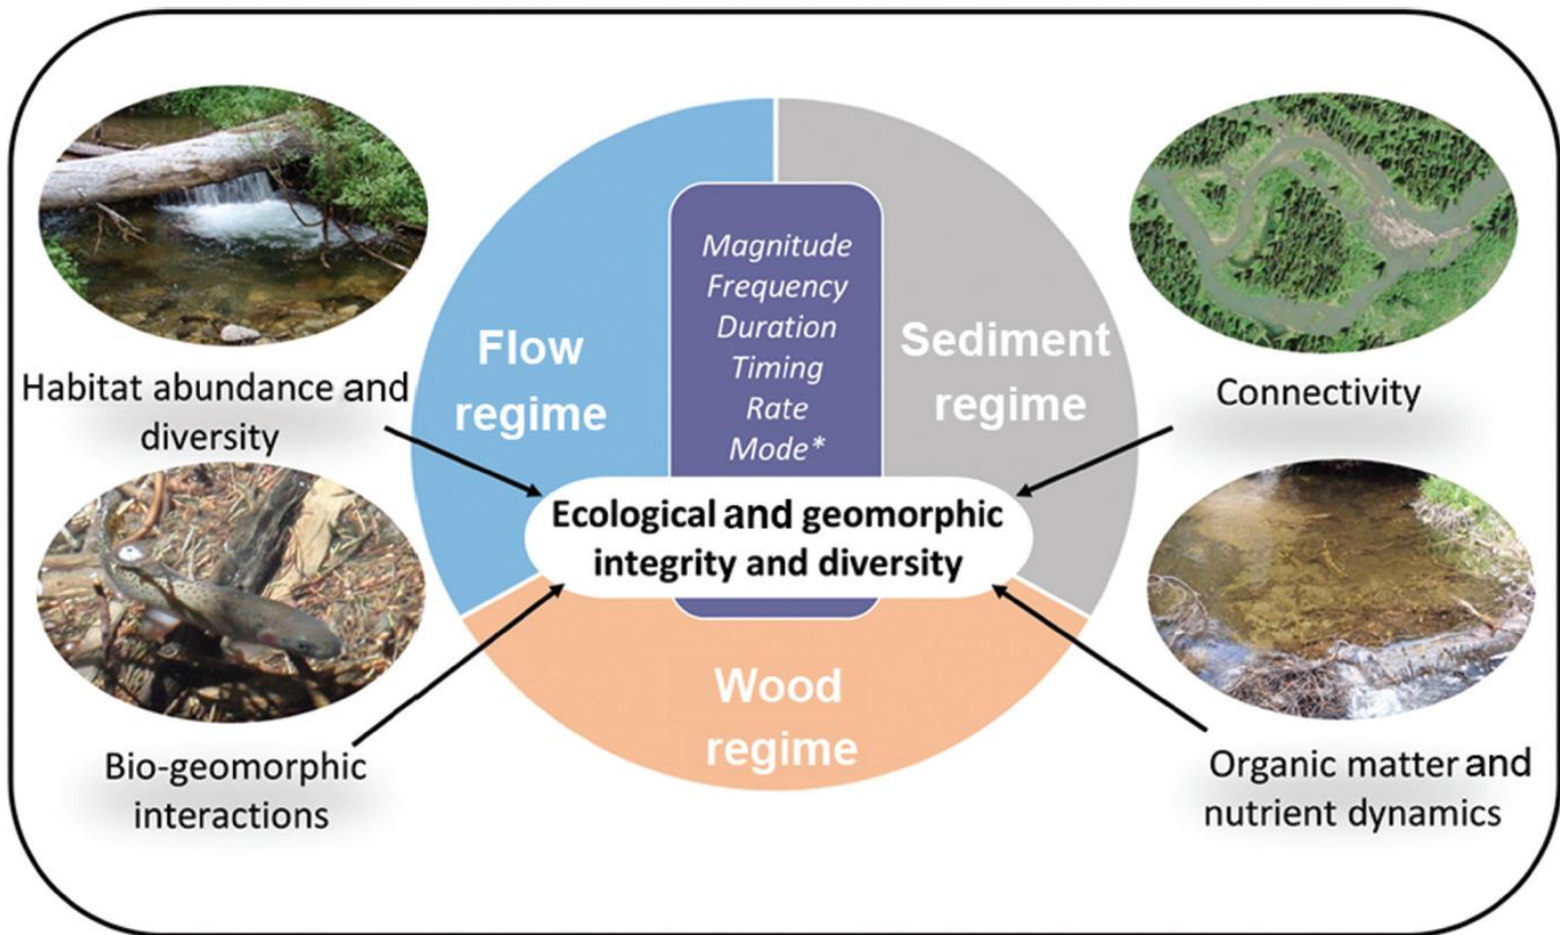 Magnitude
Frequency
Duration
Timing
Rate
Mode*
Flow
regime
Sediment
regime
Habitat abundance and
diversity
Connectivity
Ecological and geomorphic
integrity and diversity
Wood
regime
Bio-geomorphic
interactions
Organic matter and
nutrient dynamics